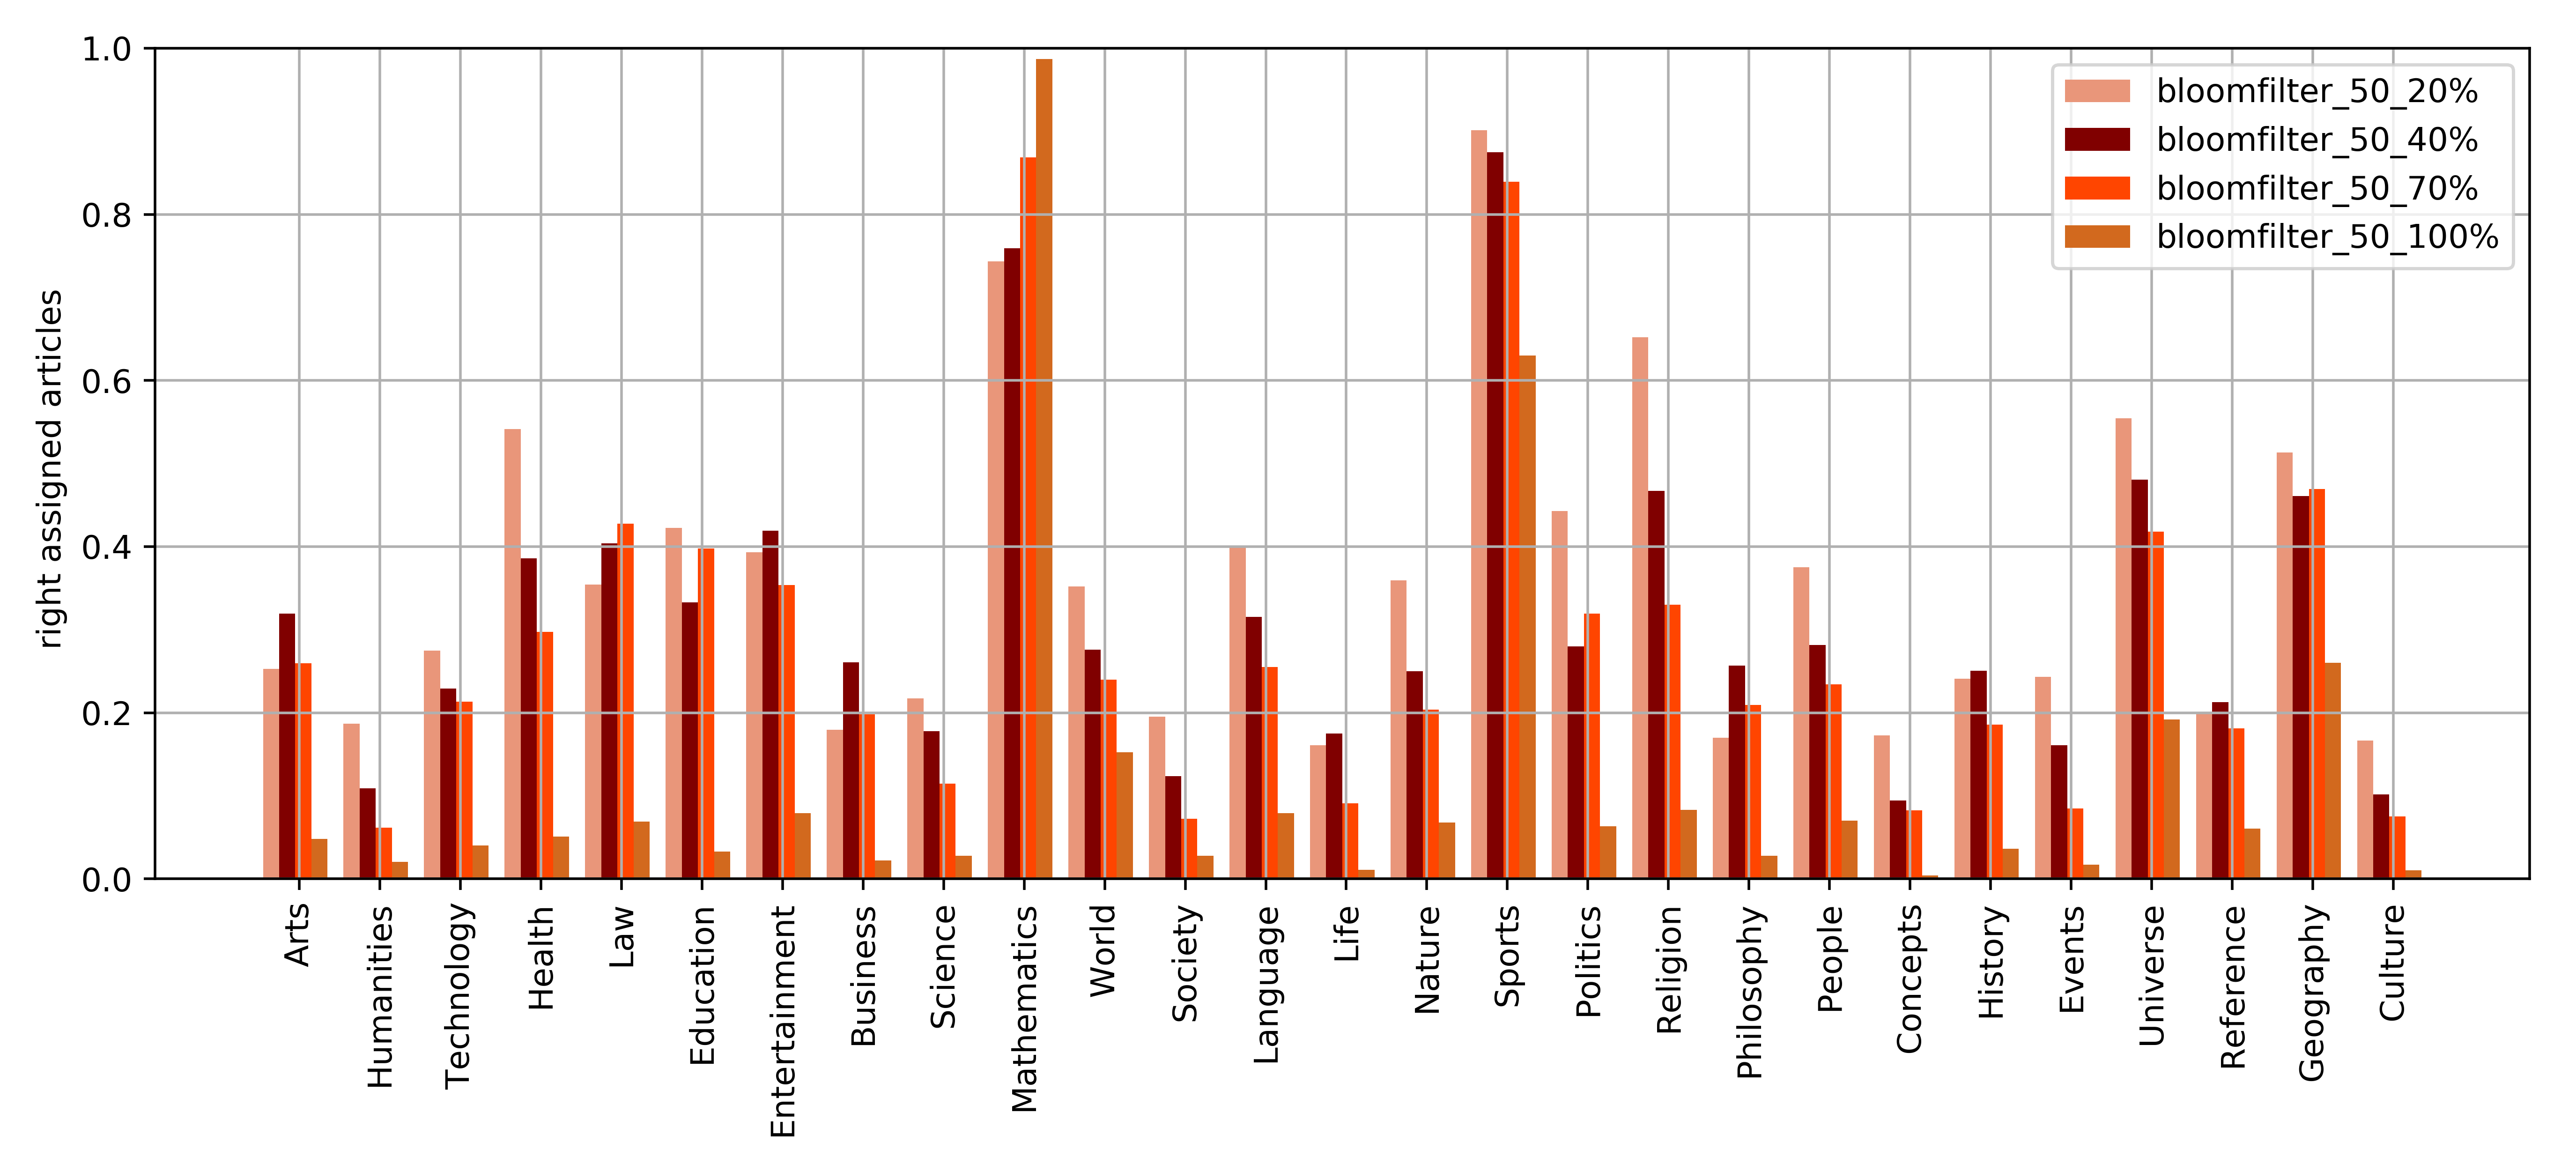 1.0
0.8
0.6
0.4
0.2
0.0
right assigned articles
bloomfilter_50_20%
bloomfilter_50_40%
bloomfilter_50_70%
bloomfilter_50_100%
Arts
Humanities
Technology
Health
Law
Education
Entertainment
Business
Science
Mathematics
World
Society
Language
Life
Nature
Sports
Politics
Religion
Philosophy
People
Concepts
History
Events
Universe
Reference
Geography
Culture